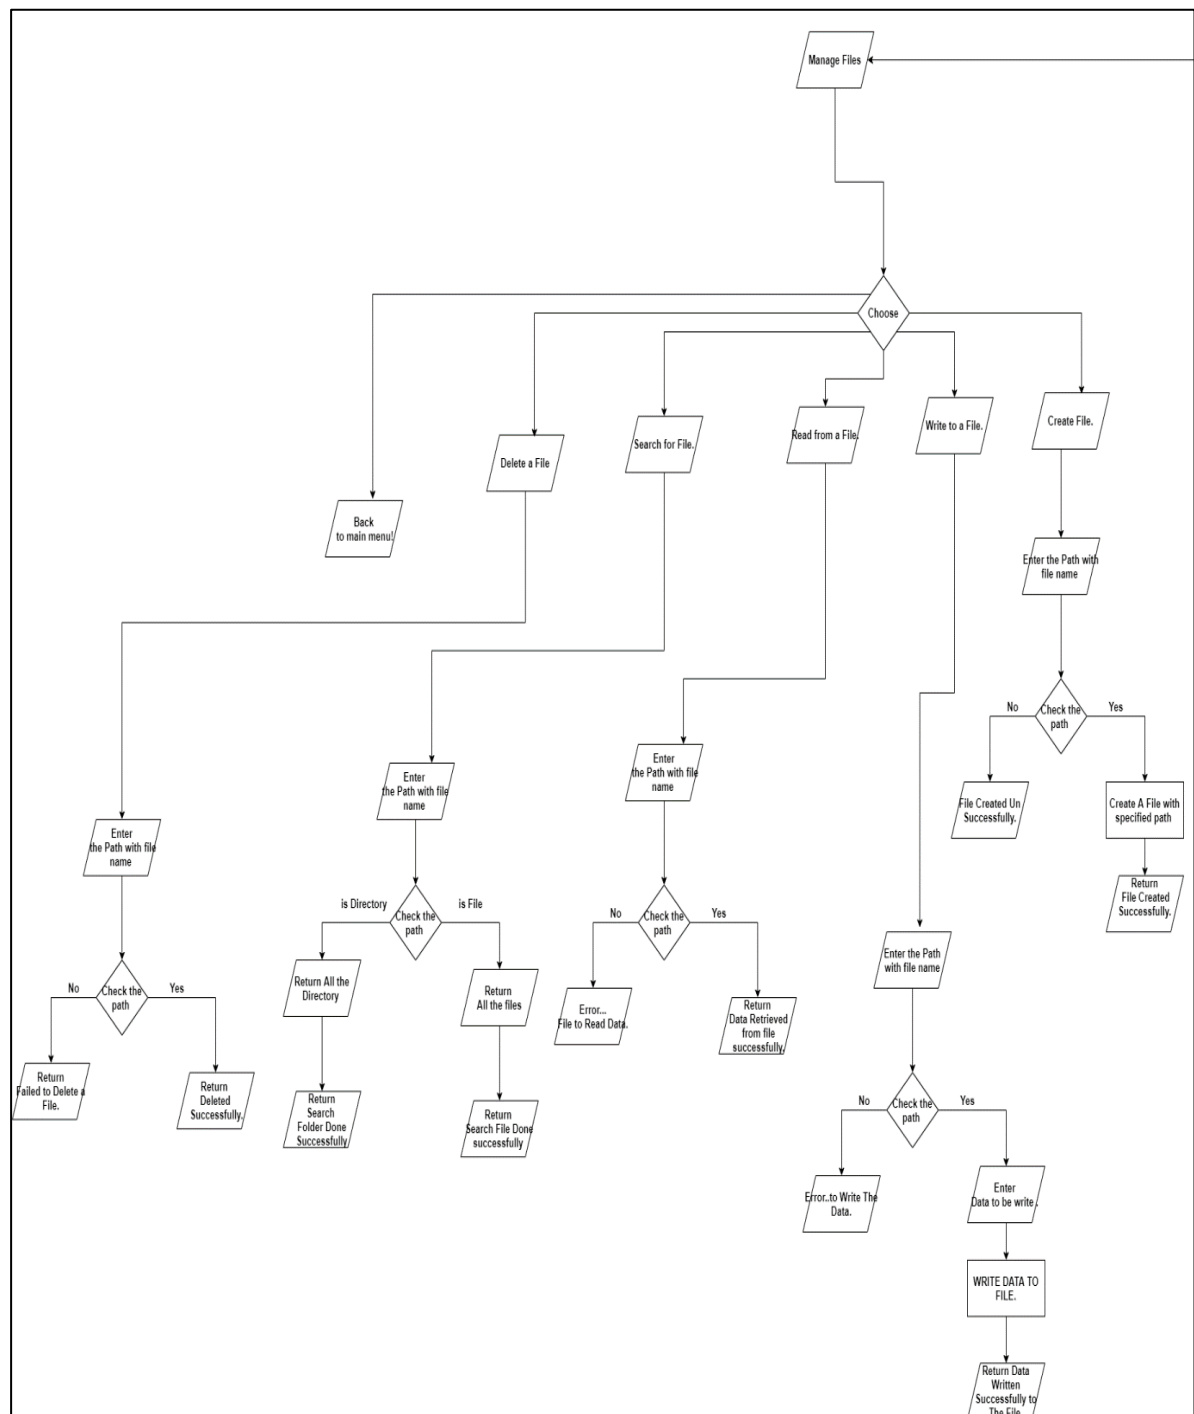 Manage Files
Choose
Back
to main menu!
Delete a File
Search for File.
Read from a File.
Write to a File.
Create File.
Enter the Path with
file name
No
Check the
path
Yes
File Created Un
Successfully.
Create A File with
specified path
Return
File Created
Successfully.
Enter
the Path with file
name
No
Check the
path
Yes
Return
Failed to Delete a
File.
Return
Deleted
Successfully.
Enter
the Path with file
name
is Directory
Check the
path
is File
Return All the
Directory
Return
Search
Folder Done
Successfully
Return
All the files
Return
Search File Done
successfully
Enter
the Path with file
name
No
Check the
path
Yes
Error...
File to Read Data.
Return
Data Retrieved
from file
successfully.
Enter the Path
with file name
No
Check the
path
Yes
Error..to Write The
Data.
Enter
Data to be write .
WRITE DATA TO
FILE.
Return Data
Written
Successfully to
The File